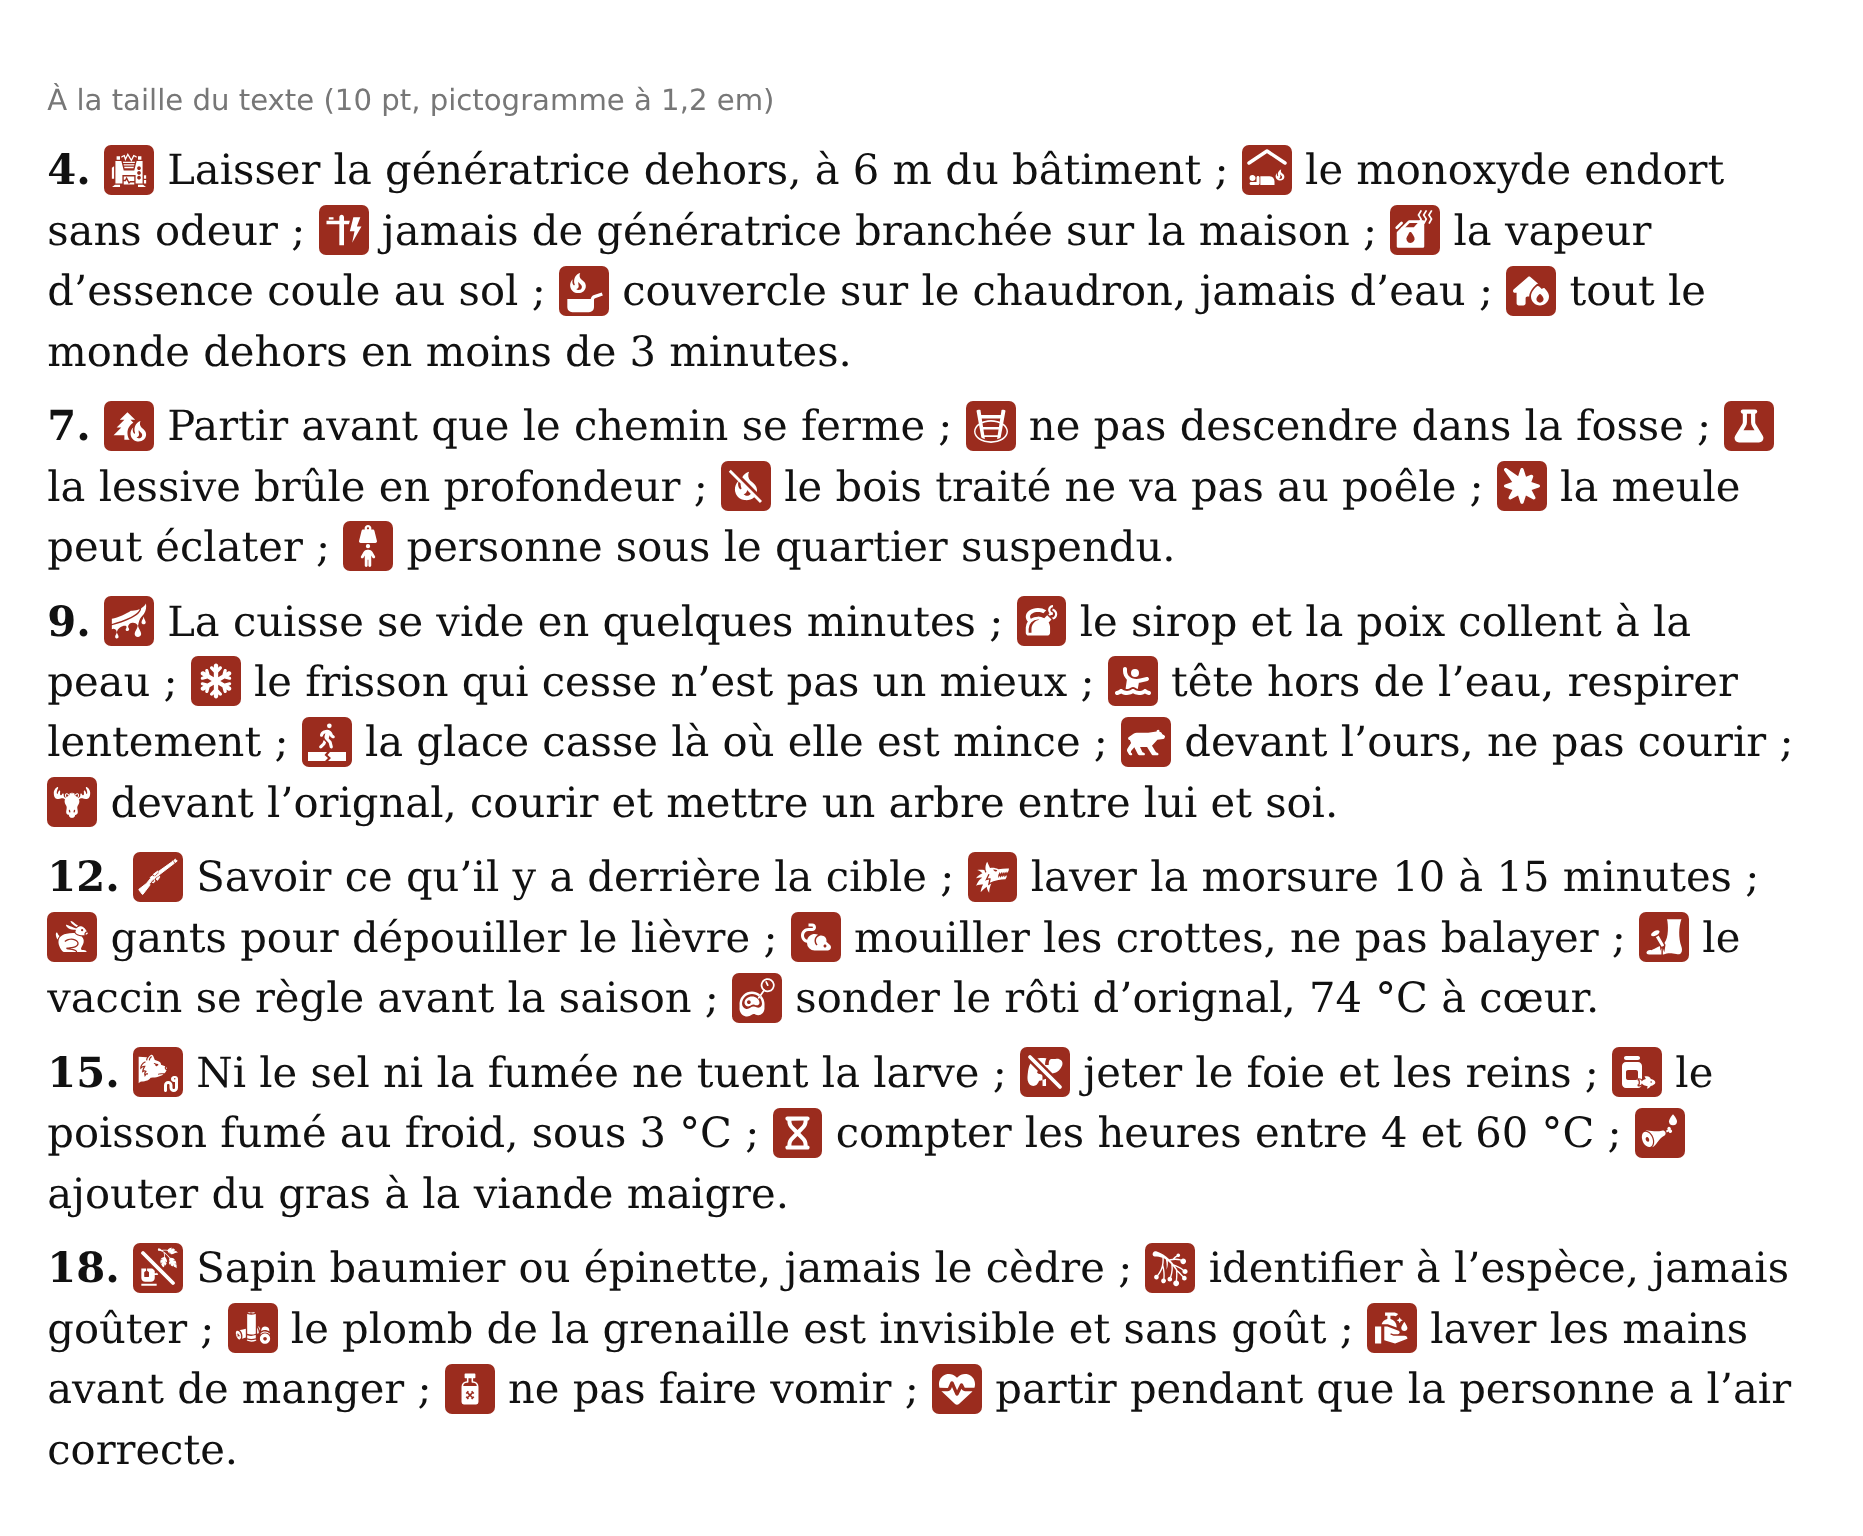 À la taille du texte (10 pt, pictogramme à 1,2 em)
4. Laisser la génératrice dehors, à 6 m du bâtiment ; le monoxyde endort
sans odeur ; jamais de génératrice branchée sur la maison ; la vapeur
d’essence coule au sol ; couvercle sur le chaudron, jamais d’eau ; tout le
monde dehors en moins de 3 minutes.
7. Partir avant que le chemin se ferme ; ne pas descendre dans la fosse ;
la lessive brûle en profondeur ; le bois traité ne va pas au poêle ; la meule
peut éclater ; personne sous le quartier suspendu.
9. La cuisse se vide en quelques minutes ; le sirop et la poix collent à la
peau ; le frisson qui cesse n’est pas un mieux ; tête hors de l’eau, respirer
lentement ; la glace casse là où elle est mince ; devant l’ours, ne pas courir ;
devant l’orignal, courir et mettre un arbre entre lui et soi.
12. Savoir ce qu’il y a derrière la cible ; laver la morsure 10 à 15 minutes ;
gants pour dépouiller le lièvre ; mouiller les crottes, ne pas balayer ; le
vaccin se règle avant la saison ; sonder le rôti d’orignal, 74 °C à cœur.
15. Ni le sel ni la fumée ne tuent la larve ; jeter le foie et les reins ; le
poisson fumé au froid, sous 3 °C ; compter les heures entre 4 et 60 °C ;
ajouter du gras à la viande maigre.
18. Sapin baumier ou épinette, jamais le cèdre ; identifier à l’espèce, jamais
goûter ; le plomb de la grenaille est invisible et sans goût ; laver les mains
avant de manger ; ne pas faire vomir ; partir pendant que la personne a l’air
correcte.